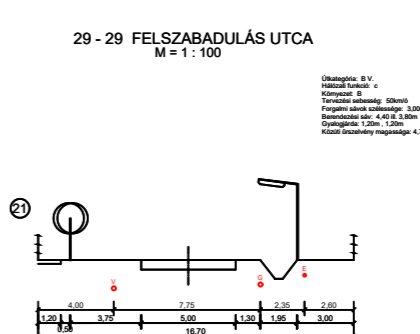 29 - 29 FELSZABADULÁS UTCA
M = 1 : 100
Útkategória: B V.
Hálózati funkció: c
Környezet: B
Tervezési sebesség: 50km/ó
Forgalmi sávok szélessége: 3,00
Berendezési sáv: 4,40 ill. 3,80m
Gyalogjárda: 1,20m , 1,20m
Közúti űrszelvény magassága: 4,
21
V
G
E
4,00 7,75 2,35 2,60
1,20 3,75 5,00 1,30 1,95 3,00
0,50
16.70